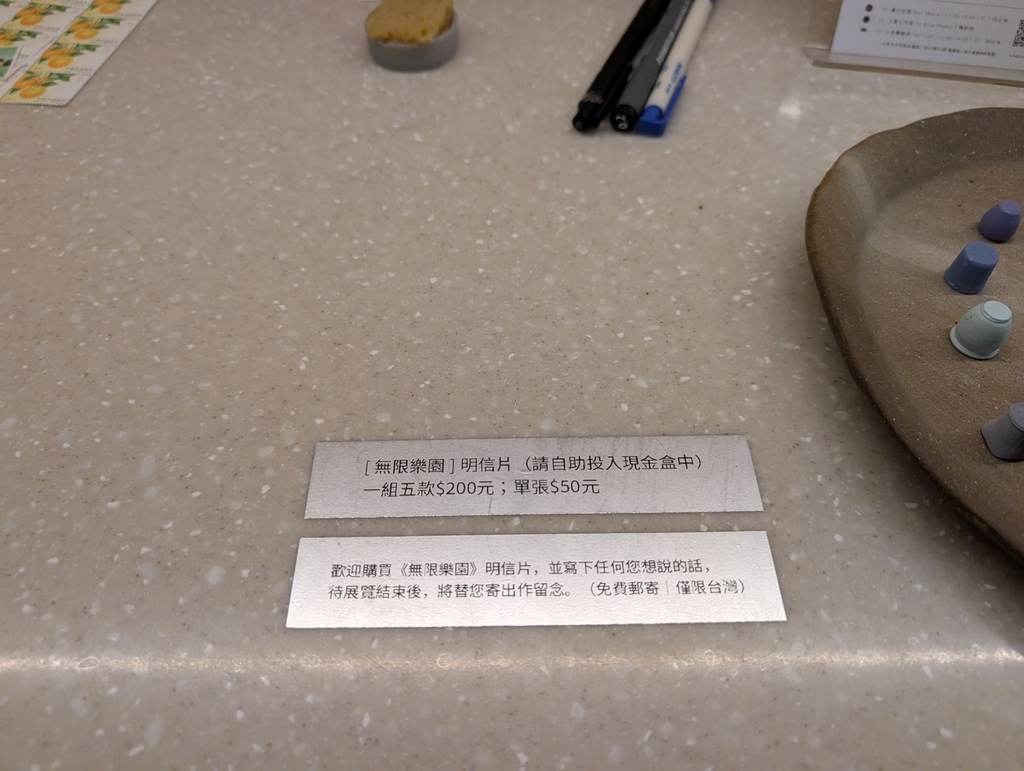 [ 無限樂園 ] 明信片（請自助投入現金盒中）
一組五款$200元；單張$50元
歡迎購買《無限樂園》明信片，並寫下任何您想說的話，
待展覽結束後，將替您寄出作留念。（免費郵寄｜僅限台灣）